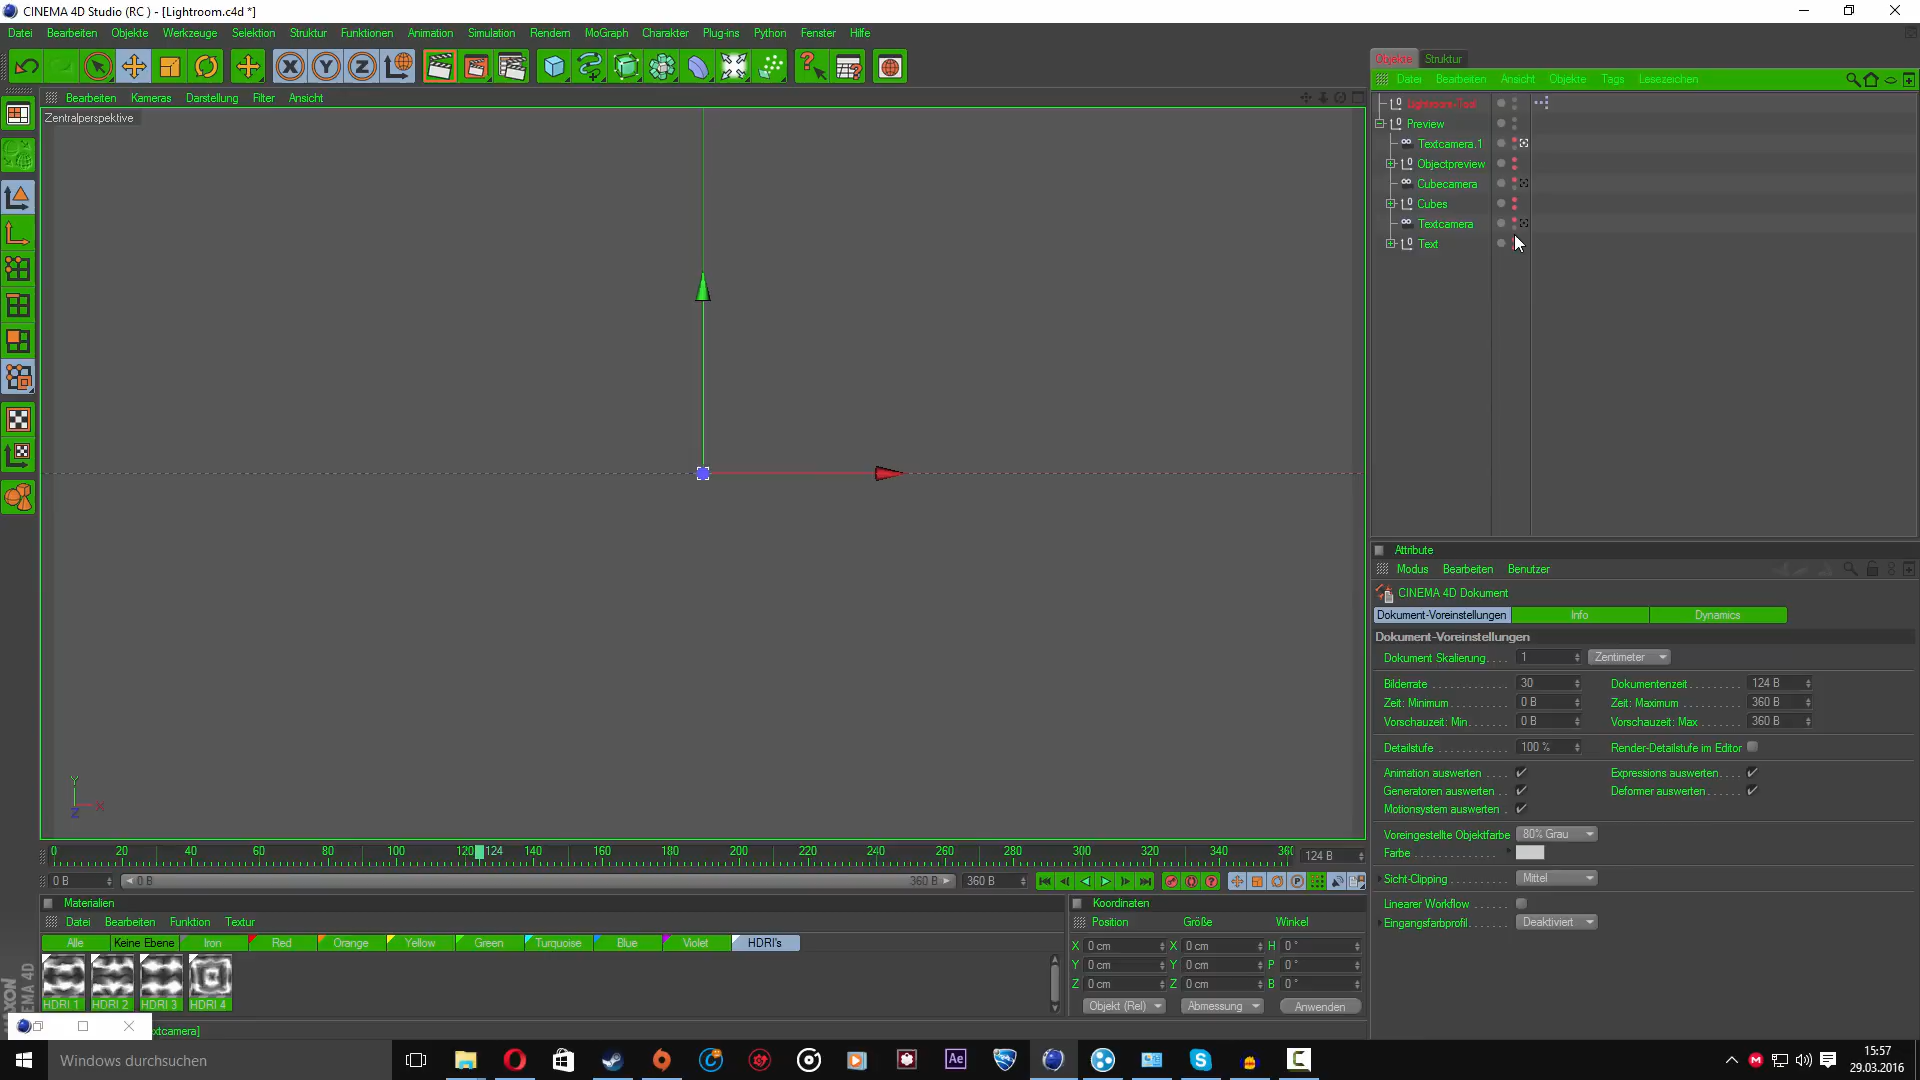 CINEMA 4D Studio (RC ) - [Lightroom.c4d *]
Datei Bearbeiten Objekte Werkzeuge Selektion Struktur Funktionen Animation Simulation Rendern MoGraph Charakter Plug-ins Python Fenster Hilfe
Bearbeiten Kameras Darstellung Filter Ansicht
Zentralperspektive
Objekte Struktur
Datei Bearbeiten Ansicht Objekte Tags Lesezeichen
Preview
Textcamera.1
Objectpreview
Cubecamera
Cubes
Textcamera
Text
Attribute
Modus Bearbeiten Benutzer
CINEMA 4D Dokument
Dokument-Voreinstellungen Info Dynamics
Dokument-Voreinstellungen
Dokument Skalierung 1 Zentimeter
Bilderrate 30 Dokumentenzeit 124 B
Zeit: Minimum 0 B Zeit: Maximum 360 B
Vorschauzeit: Min 0 B Vorschauzeit: Max 360 B
Detailstufe 100 % Render-Detailstufe im Editor
Animation auswerten Expressions auswerten
Generatoren auswerten Deformer auswerten
Motionsystem auswerten
Voreingestellte Objektfarbe 80% Grau
Farbe
Sicht-Clipping Mittel
Linearer Workflow
Eingangsfarbprofil Deaktiviert
Y
Z X
0 20 40 60 80 100 120 124 140 160 180 200 220 240 260 280 300 320 340 124 B
0 B 0 B 360 B 360 B
Materialien
Datei Bearbeiten Funktion Textur
Alle Keine Ebene Iron Red Orange Yellow Green Turquoise Blue Violet HDRI's
HDRI 1 HDRI 2 HDRI 3 HDRI 4
Koordinaten
Position Größe Winkel
X 0 cm X 0 cm H 0 °
Y 0 cm Y 0 cm P 0 °
Z 0 cm Z 0 cm B 0 °
Objekt (Rel) Abmessung Anwenden
xtcamera]
Windows durchsuchen
Ae
15:57
29.03.2016